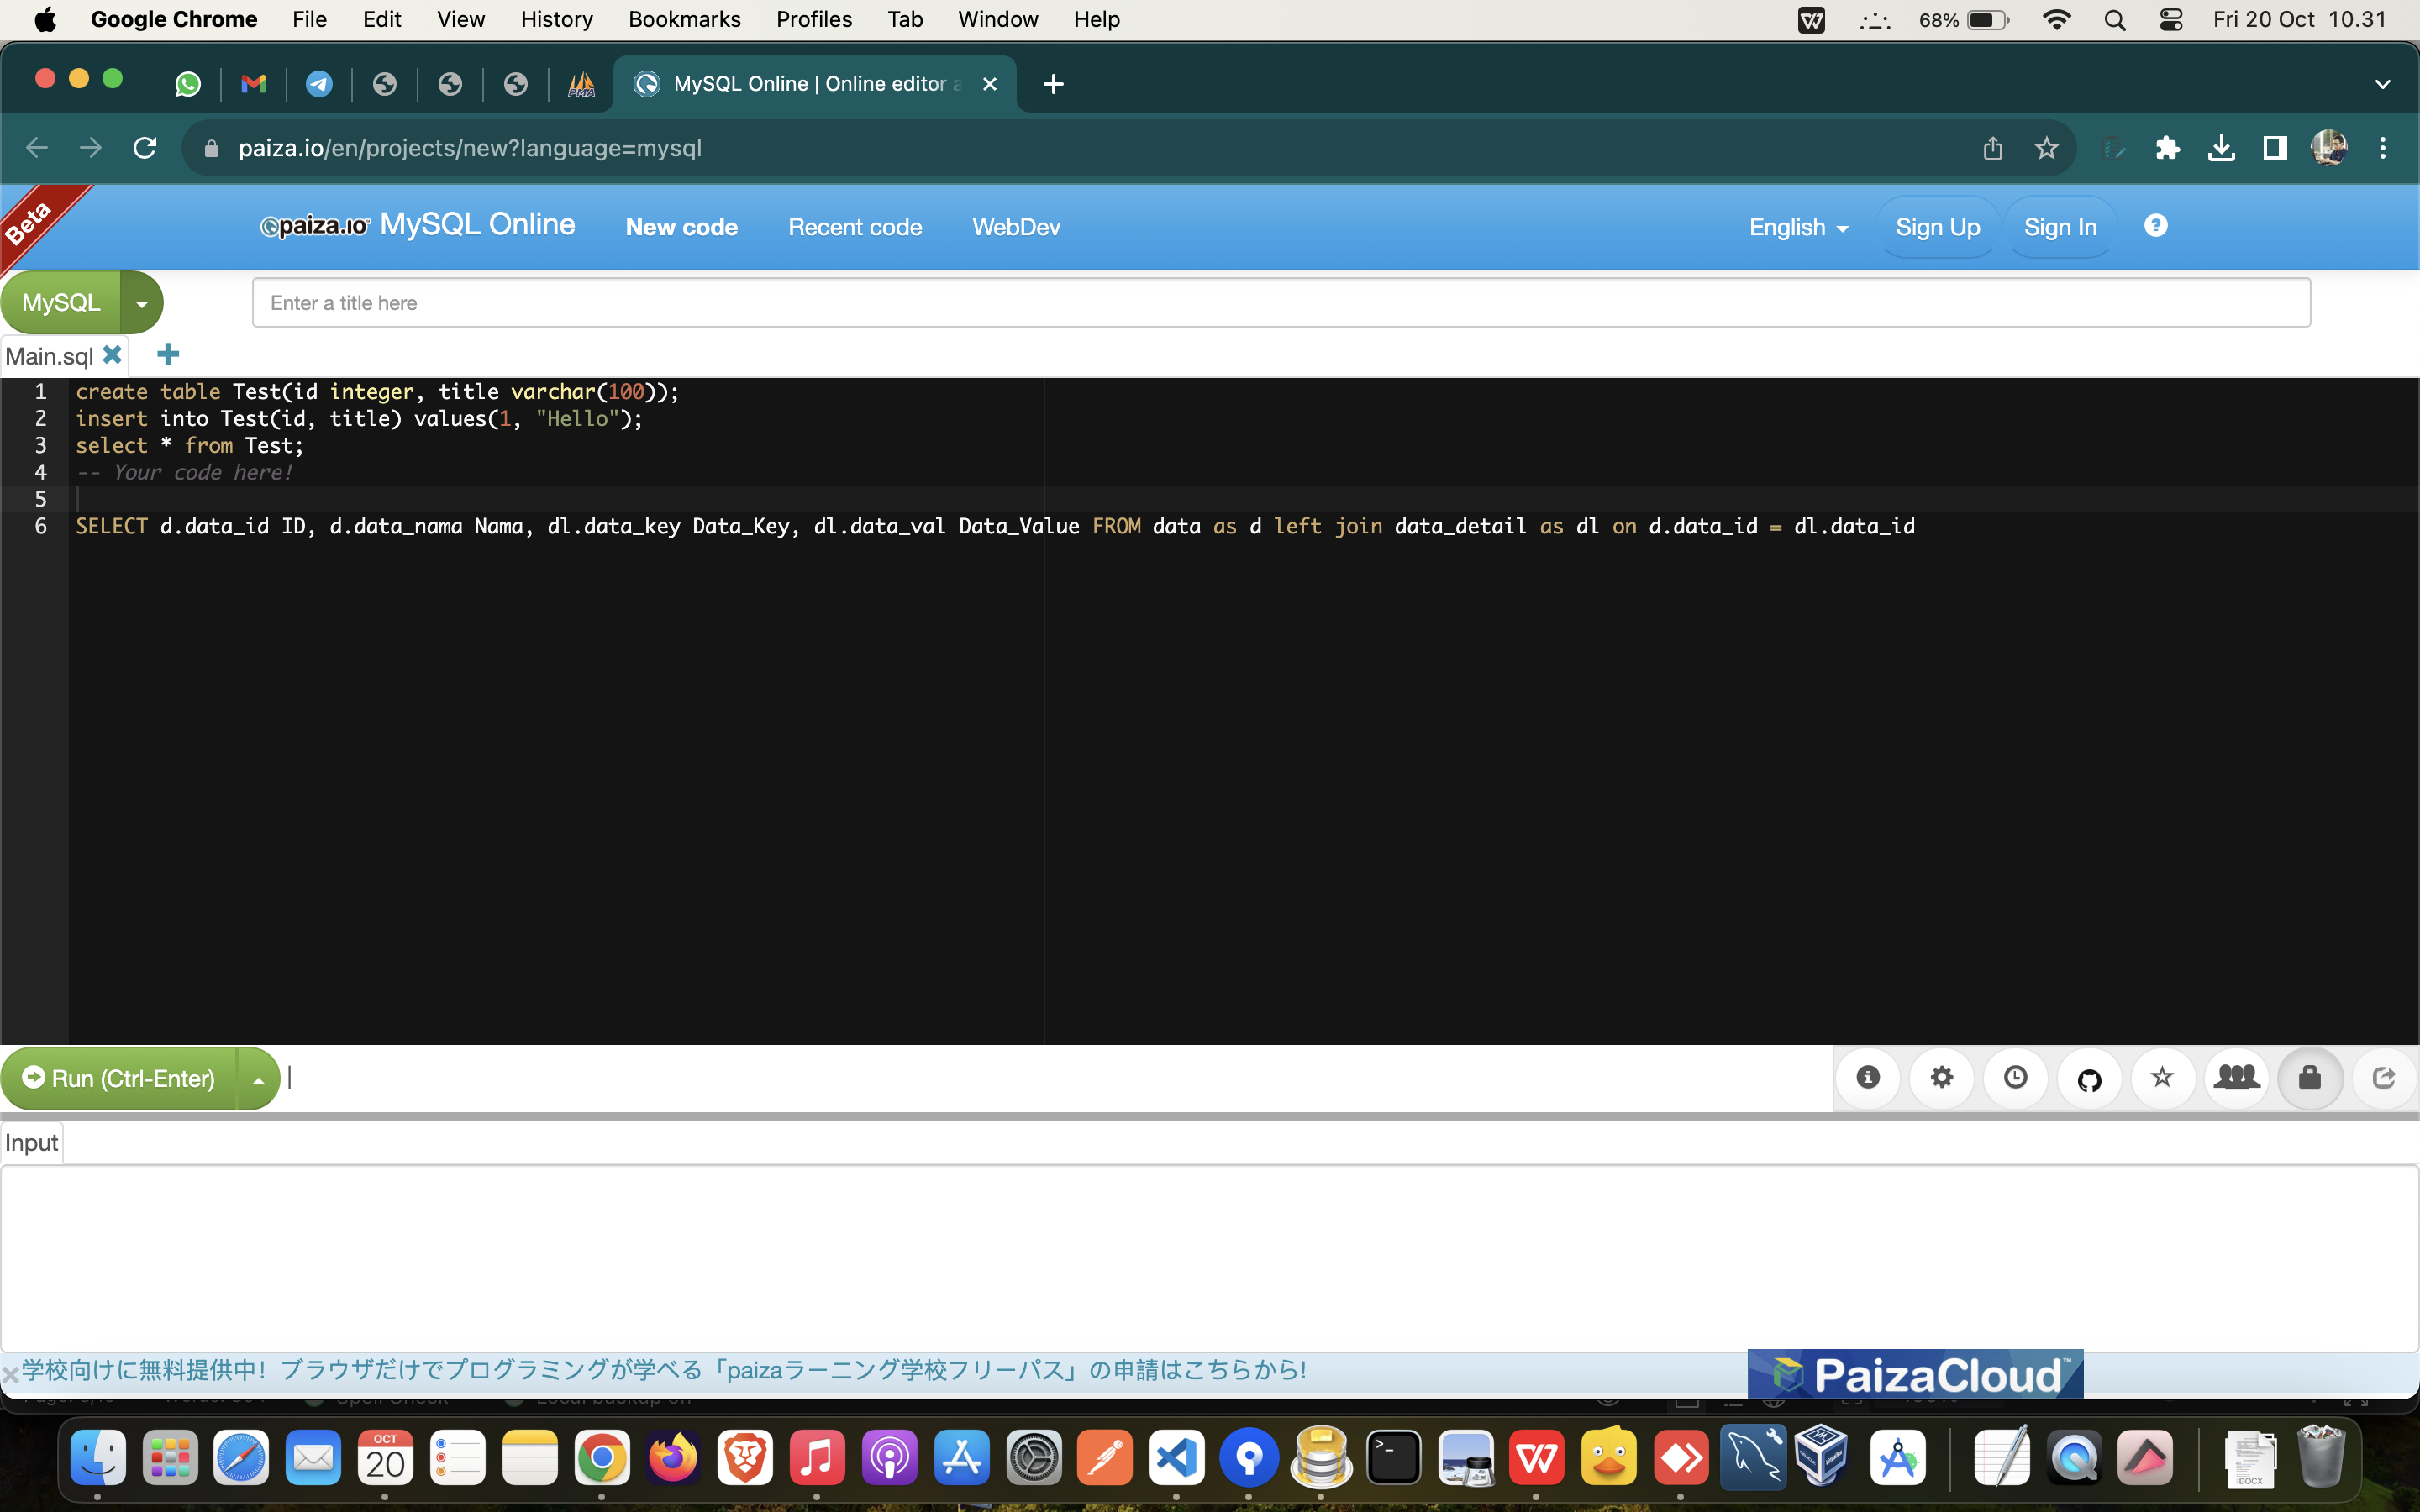 Google Chrome File Edit View History Bookmarks Profiles Tab Window Help 68% Fri 20 Oct 10.31
PMA MySQL Online | Online editor a
paiza.io/en/projects/new?language=mysql
Beta
paiza.io MySQL Online New code Recent code WebDev English Sign Up Sign In ?
MySQL Enter a title here
Main.sql
1 create table Test(id integer, title varchar(100));
2 insert into Test(id, title) values(1, "Hello");
3 select * from Test;
4 -- Your code here!
5
6 SELECT d.data_id ID, d.data_nama Nama, dl.data_key Data_Key, dl.data_val Data_Value FROM data as d left join data_detail as dl on d.data_id = dl.data_id
Run (Ctrl-Enter)
Input
学校向けに無料提供中！ブラウザだけでプログラミングが学べる「paizaラーニング学校フリーパス」の申請はこちらから!
PaizaCloud™
OCT
20
DOCX